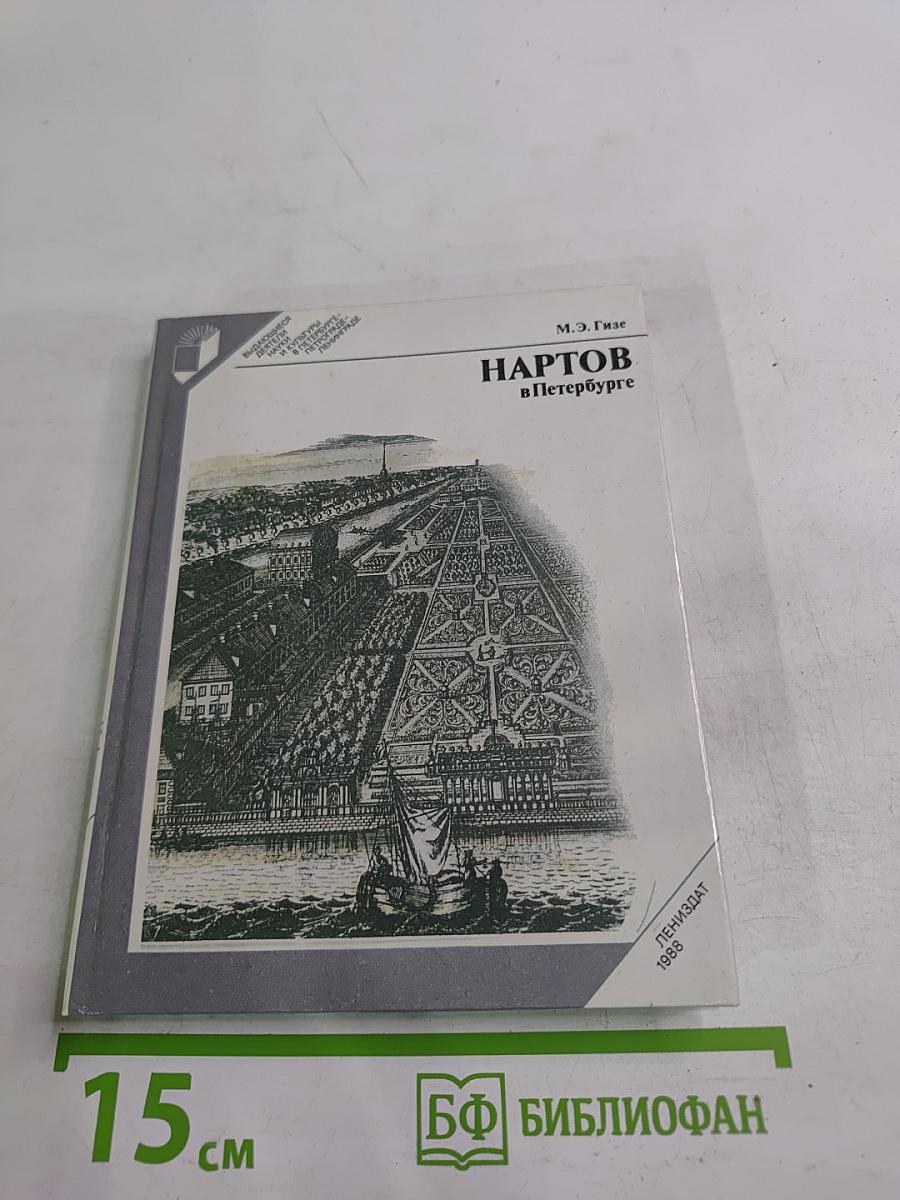 ВЫДАЮЩИЕСЯ
ДЕЯТЕЛИ
НАУКИ
И КУЛЬТУРЫ
В ПЕТЕРБУРГЕ-
ПЕТРОГРАДЕ-
ЛЕНИНГРАДЕ
М.Э.Гизе
НАРТОВ
в Петербурге
ЛЕНИЗДАТ
1988
15 см
БФ БИБЛИОФАН